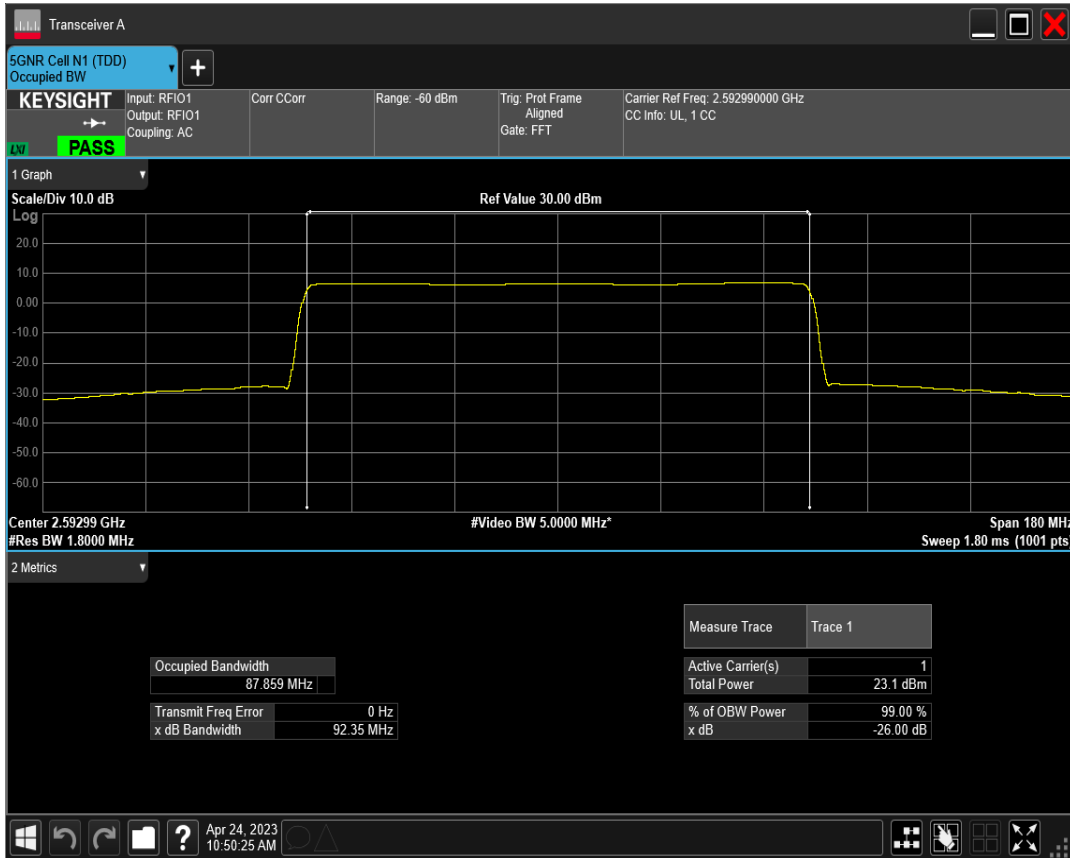 Transceiver A
5GNR Cell N1 (TDD)
Occupied BW
+
KEYSIGHT
LXI
PASS
Input: RFIO1
Output: RFIO1
Coupling: AC
Corr CCorr
Range: -60 dBm
Trig: Prot Frame
Aligned
Gate: FFT
Carrier Ref Freq: 2.592990000 GHz
CC Info: UL, 1 CC
1 Graph
Scale/Div 10.0 dB
Ref Value 30.00 dBm
Log
20.0
10.0
0.00
-10.0
-20.0
-30.0
-40.0
-50.0
-60.0
Center 2.59299 GHz
#Video BW 5.0000 MHz*
Span 180 MHz
#Res BW 1.8000 MHz
Sweep 1.80 ms (1001 pts)
2 Metrics
Measure Trace Trace 1
Occupied Bandwidth
87.859 MHz
Active Carrier(s) 1
Total Power 23.1 dBm
Transmit Freq Error 0 Hz
x dB Bandwidth 92.35 MHz
% of OBW Power 99.00 %
x dB -26.00 dB
?
Apr 24, 2023
10:50:25 AM